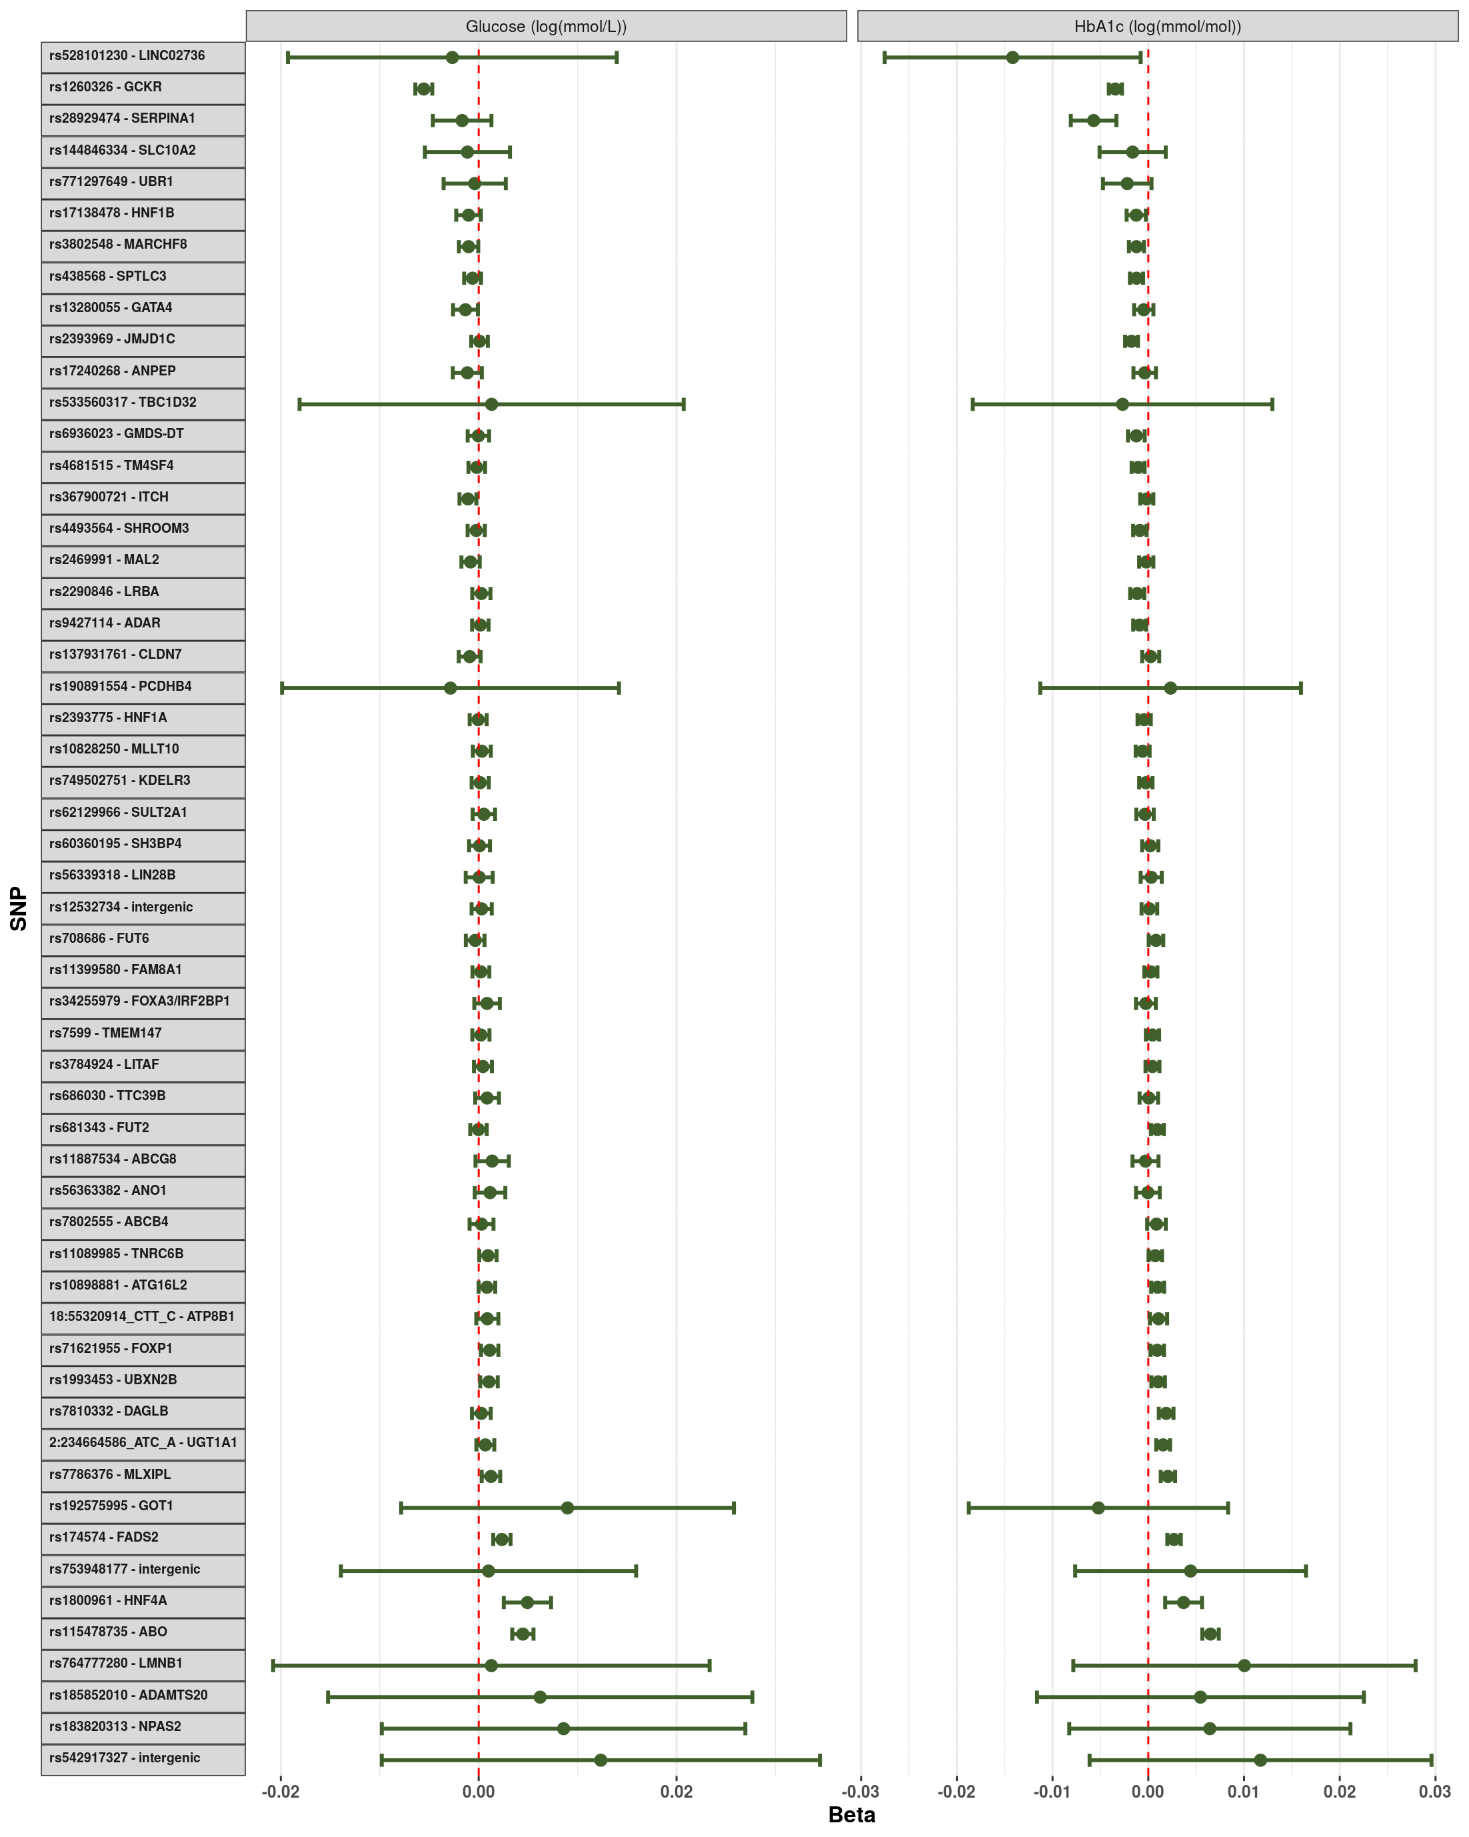 Glucose (log(mmol/L))
HbA1c (log(mmol/mol))
rs528101230 - LINC02736
rs1260326 - GCKR
rs28929474 - SERPINA1
rs144846334 - SLC10A2
rs771297649 - UBR1
rs17138478 - HNF1B
rs3802548 - MARCHF8
rs438568 - SPTLC3
rs13280055 - GATA4
rs2393969 - JMJD1C
rs17240268 - ANPEP
rs533560317 - TBC1D32
rs6936023 - GMDS-DT
rs4681515 - TM4SF4
rs367900721 - ITCH
rs4493564 - SHROOM3
rs2469991 - MAL2
rs2290846 - LRBA
rs9427114 - ADAR
rs137931761 - CLDN7
rs190891554 - PCDHB4
rs2393775 - HNF1A
rs10828250 - MLLT10
rs749502751 - KDELR3
rs62129966 - SULT2A1
rs60360195 - SH3BP4
rs56339318 - LIN28B
rs12532734 - intergenic
rs708686 - FUT6
rs11399580 - FAM8A1
rs34255979 - FOXA3/IRF2BP1
rs7599 - TMEM147
rs3784924 - LITAF
rs686030 - TTC39B
rs681343 - FUT2
rs11887534 - ABCG8
rs56363382 - ANO1
rs7802555 - ABCB4
rs11089985 - TNRC6B
rs10898881 - ATG16L2
18:55320914_CTT_C - ATP8B1
rs71621955 - FOXP1
rs1993453 - UBXN2B
rs7810332 - DAGLB
2:234664586_ATC_A - UGT1A1
rs7786376 - MLXIPL
rs192575995 - GOT1
rs174574 - FADS2
rs753948177 - intergenic
rs1800961 - HNF4A
rs115478735 - ABO
rs764777280 - LMNB1
rs185852010 - ADAMTS20
rs183820313 - NPAS2
rs542917327 - intergenic
SNP
-0.02 0.00 0.02
-0.03 -0.02 -0.01 0.00 0.01 0.02 0.03
Beta